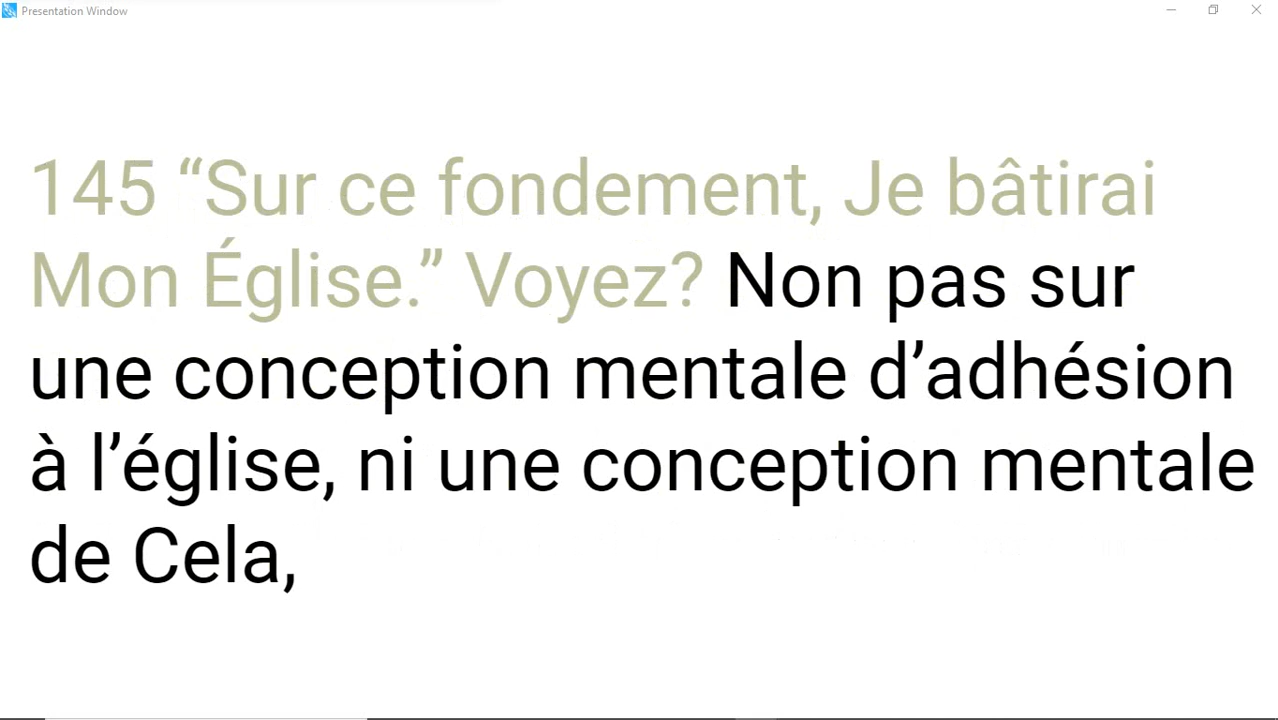 Presentation Window
145 “Sur ce fondement, Je bâtirai
Mon Église.” Voyez? Non pas sur
une conception mentale d’adhésion
à l’église, ni une conception mentale
de Cela,